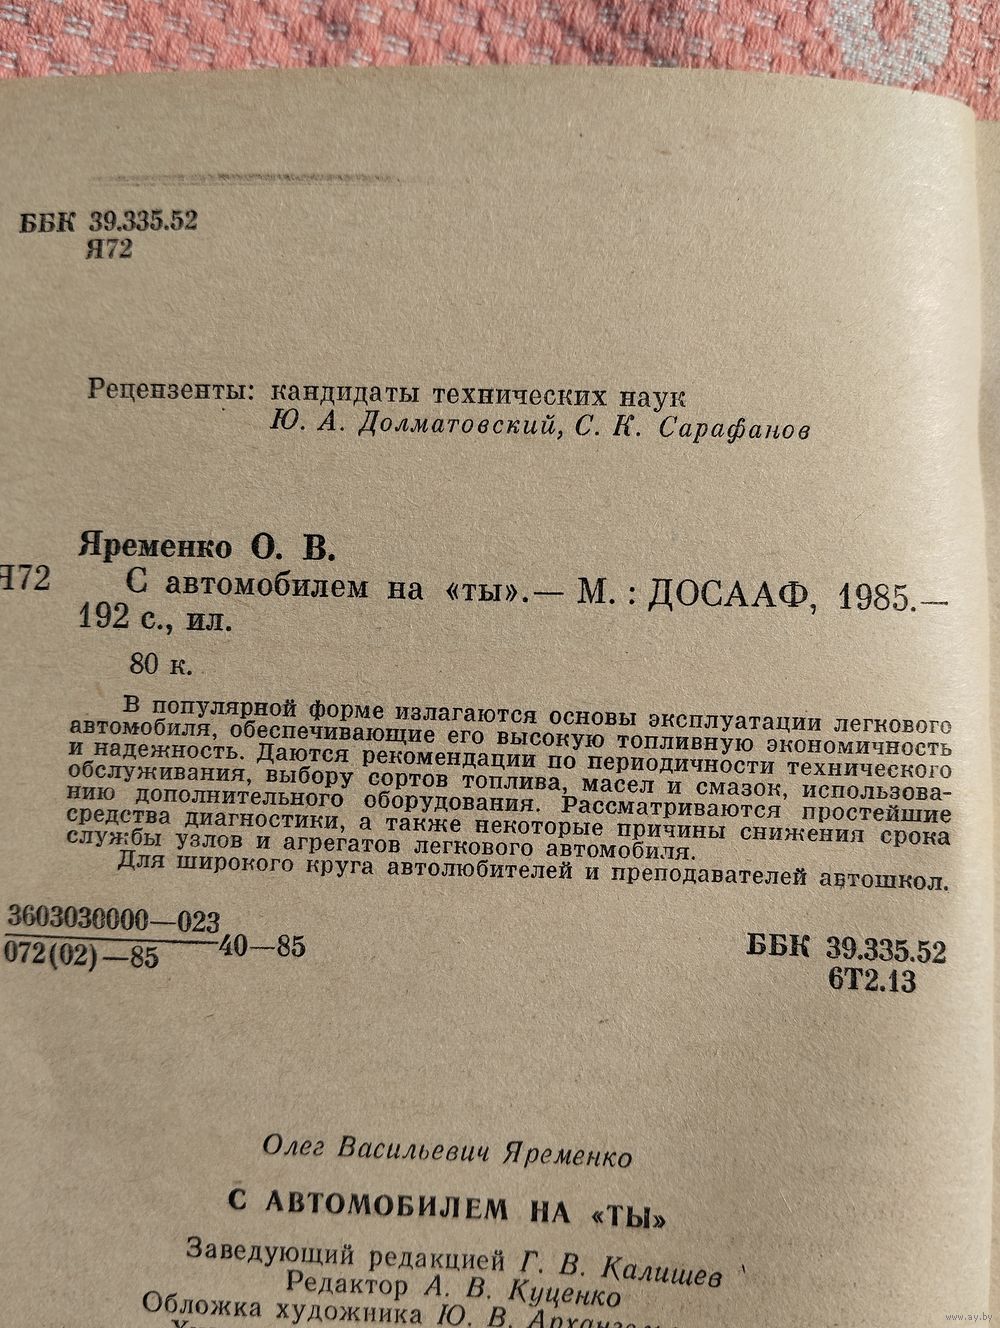 ББК 39.335.52
Я72
Рецензенты: кандидаты технических наук
Ю. А. Долматовский, С. К. Сарафанов
Яременко О. В.
Я72 С автомобилем на «ты».— М. : ДОСААФ, 1985.—
192 с., ил.
80 к.
В популярной форме излагаются основы эксплуатации легкового
автомобиля, обеспечивающие его высокую топливную экономичность
и надежность. Даются рекомендации по периодичности технического
обслуживания, выбору сортов топлива, масел и смазок, использова-
нию дополнительного оборудования. Рассматриваются простейшие
средства диагностики, а также некоторые причины снижения срока
службы узлов и агрегатов легкового автомобиля.
Для широкого круга автолюбителей и преподавателей автошкол.
3603030000—023
072(02)—85
40—85
ББК 39.335.52
6Т2.13
Олег Васильевич Яременко
С АВТОМОБИЛЕМ НА «ТЫ»
Заведующий редакцией Г. В. Калишев
Редактор А. В. Куценко
Обложка художника Ю. В.
www.ay.by